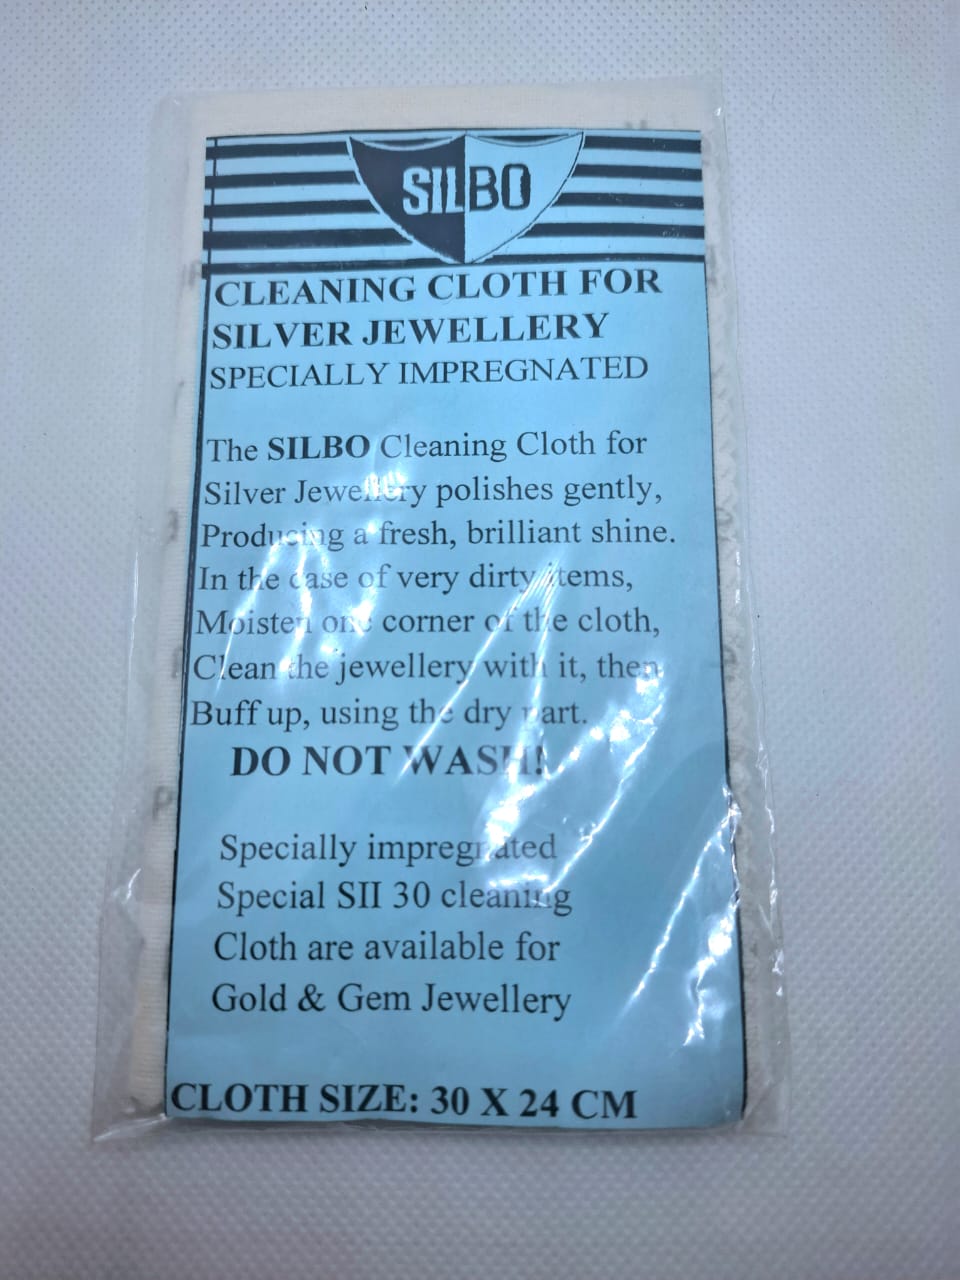 SILBO
CLEANING CLOTH FOR
SILVER JEWELLERY
SPECIALLY IMPREGNATED
The SILBO Cleaning Cloth for
Silver Jewellery polishes gently,
Producing a fresh, brilliant shine.
In the case of very dirty items,
Moisten one corner of the cloth,
Clean the jewellery with it, then
Buff up, using the dry part.
DO NOT WASH!
Specially impregnated
Special SII 30 cleaning
Cloth are available for
Gold & Gem Jewellery
CLOTH SIZE: 30 X 24 CM